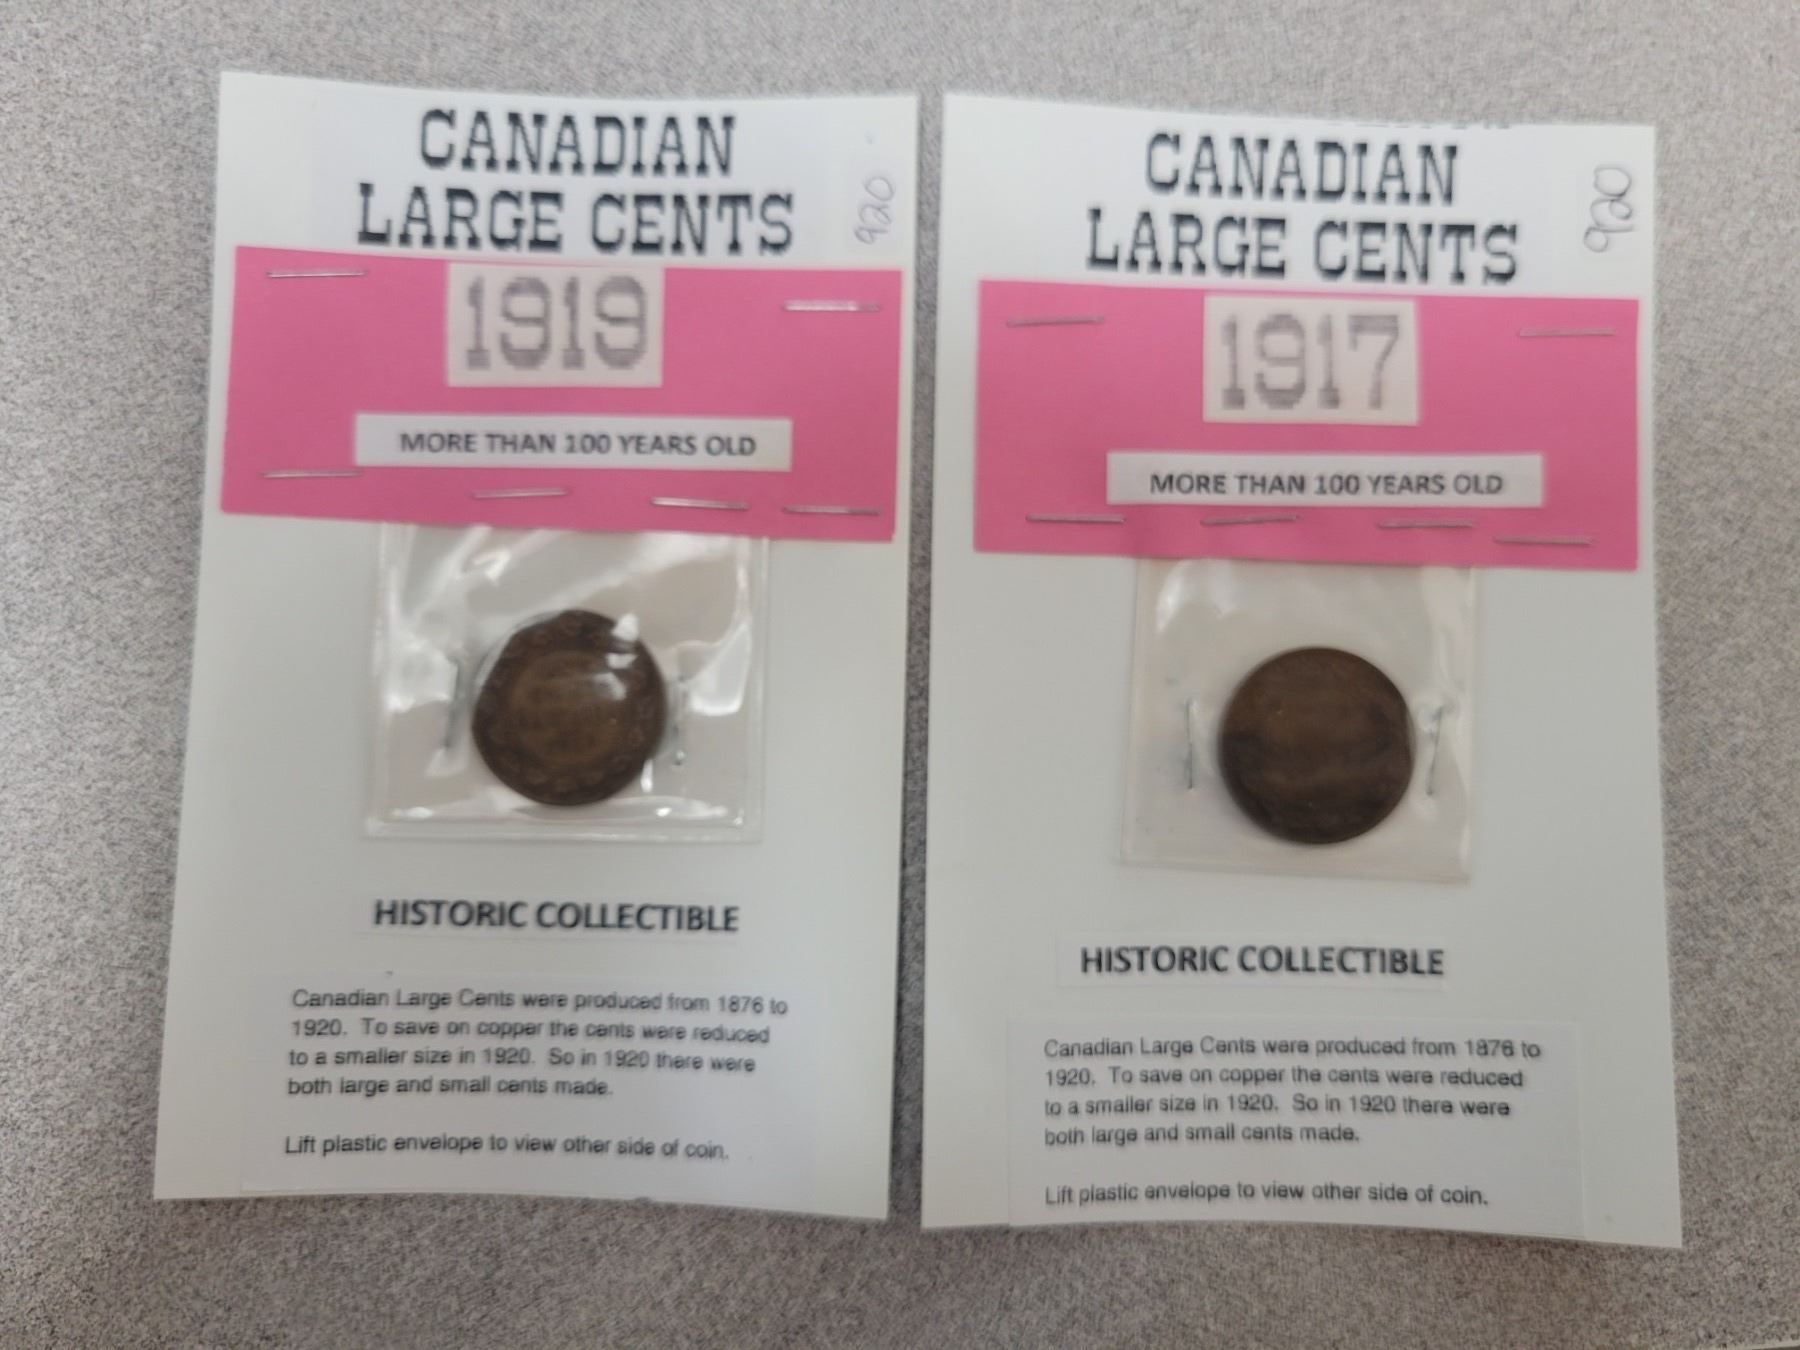 CANADIAN
LARGE CENTS
920
1919
MORE THAN 100 YEARS OLD
HISTORIC COLLECTIBLE
Canadian Large Cents were produced from 1876 to
1920. To save on copper the cents were reduced
to a smaller size in 1920. So in 1920 there were
both large and small cents made.
Lift plastic envelope to view other side of coin.
CANADIAN
LARGE CENTS
920
1917
MORE THAN 100 YEARS OLD
HISTORIC COLLECTIBLE
Canadian Large Cents were produced from 1876 to
1920. To save on copper the cents were reduced
to a smaller size in 1920. So in 1920 there were
both large and small cents made.
Lift plastic envelope to view other side of coin.